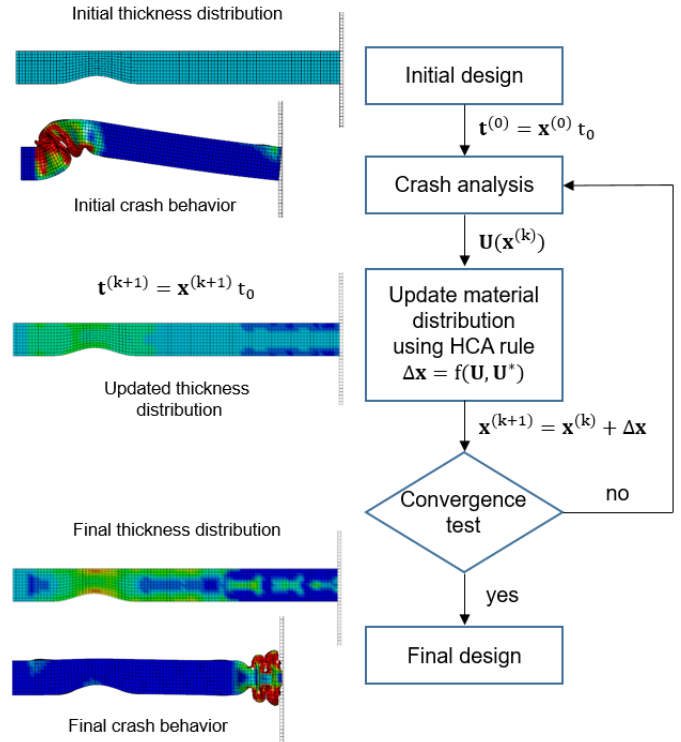 Initial thickness distribution
Initial crash behavior
𝐭^(k+1) = 𝐱^(k+1) t₀
Updated thickness
distribution
Final thickness distribution
Final crash behavior
Initial design
𝐭^(0) = 𝐱^(0) t₀
Crash analysis
𝐔(𝐱^(k))
Update material
distribution
using HCA rule
Δ𝐱 = f(𝐔, 𝐔*)
𝐱^(k+1) = 𝐱^(k) + Δ𝐱
Convergence
test
no
yes
Final design